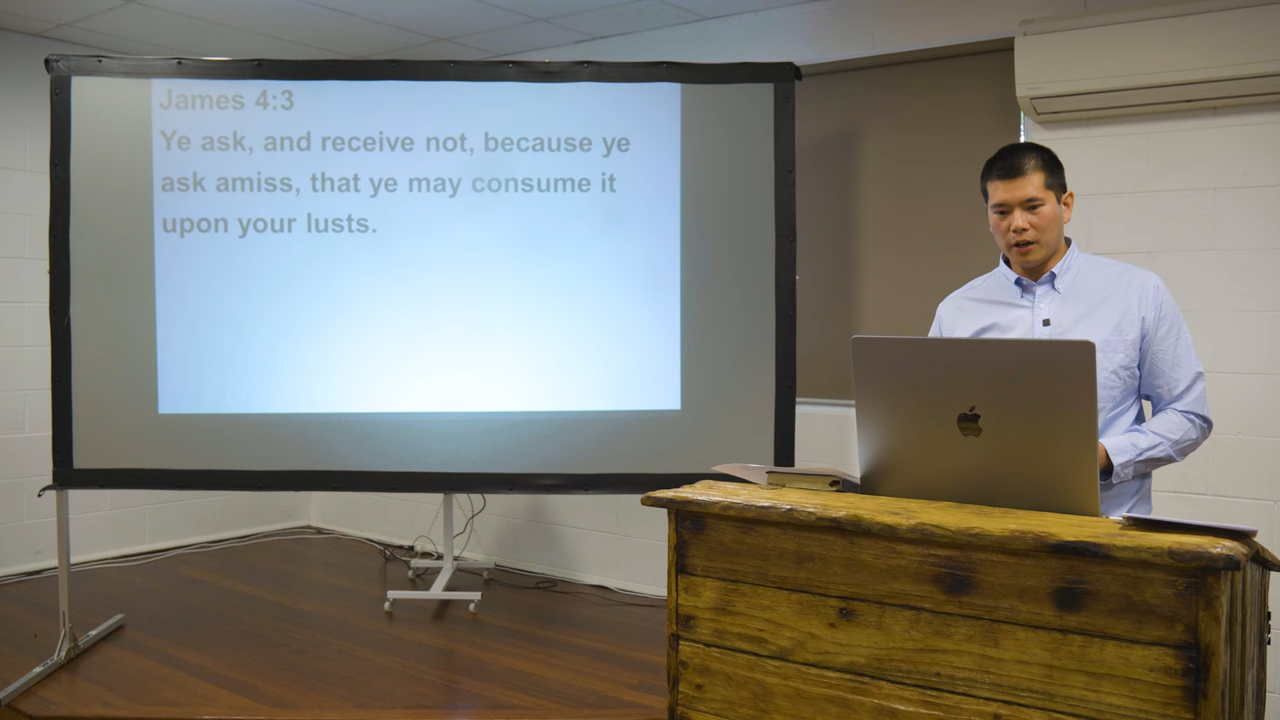 James 4:3
Ye ask, and receive not, because ye
ask amiss, that ye may consume it
upon your lusts.